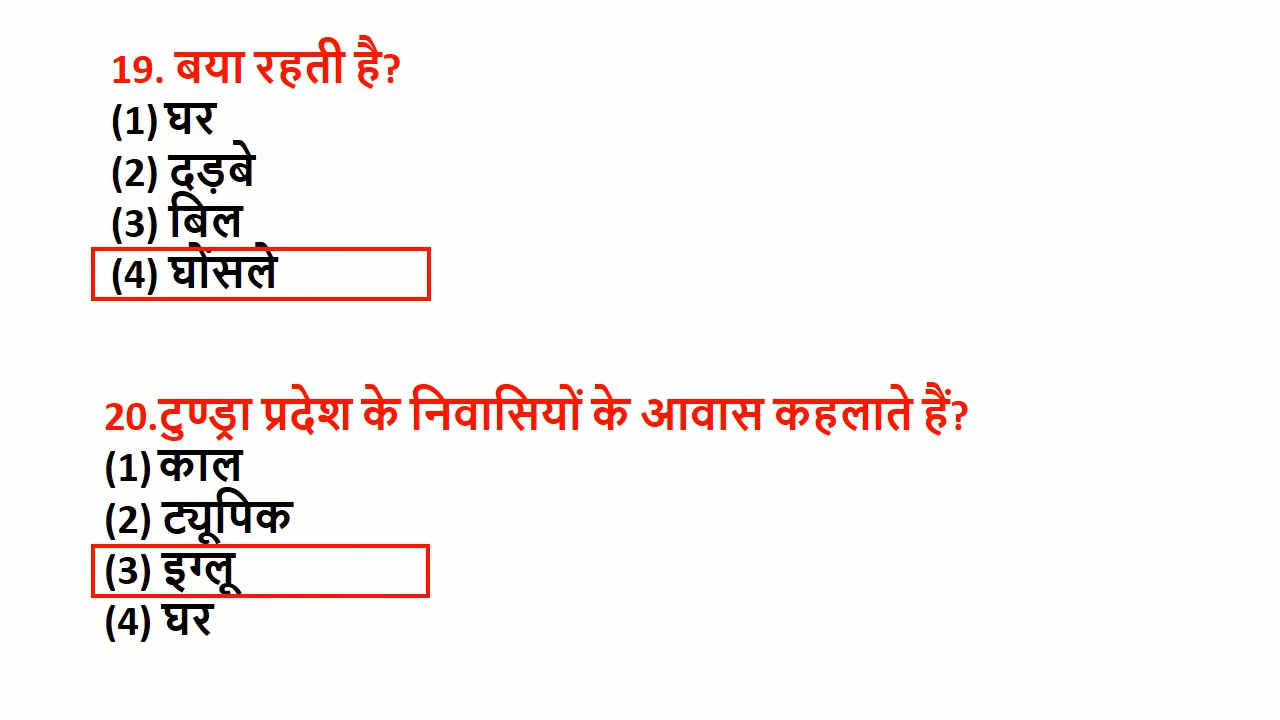 19. बया रहती है?
(1) घर
(2) दड़बे
(3) बिल
(4) घोंसले
20.टुण्ड्रा प्रदेश के निवासियों के आवास कहलाते हैं?
(1) काल
(2) ट्यूपिक
(3) इग्लू
(4) घर